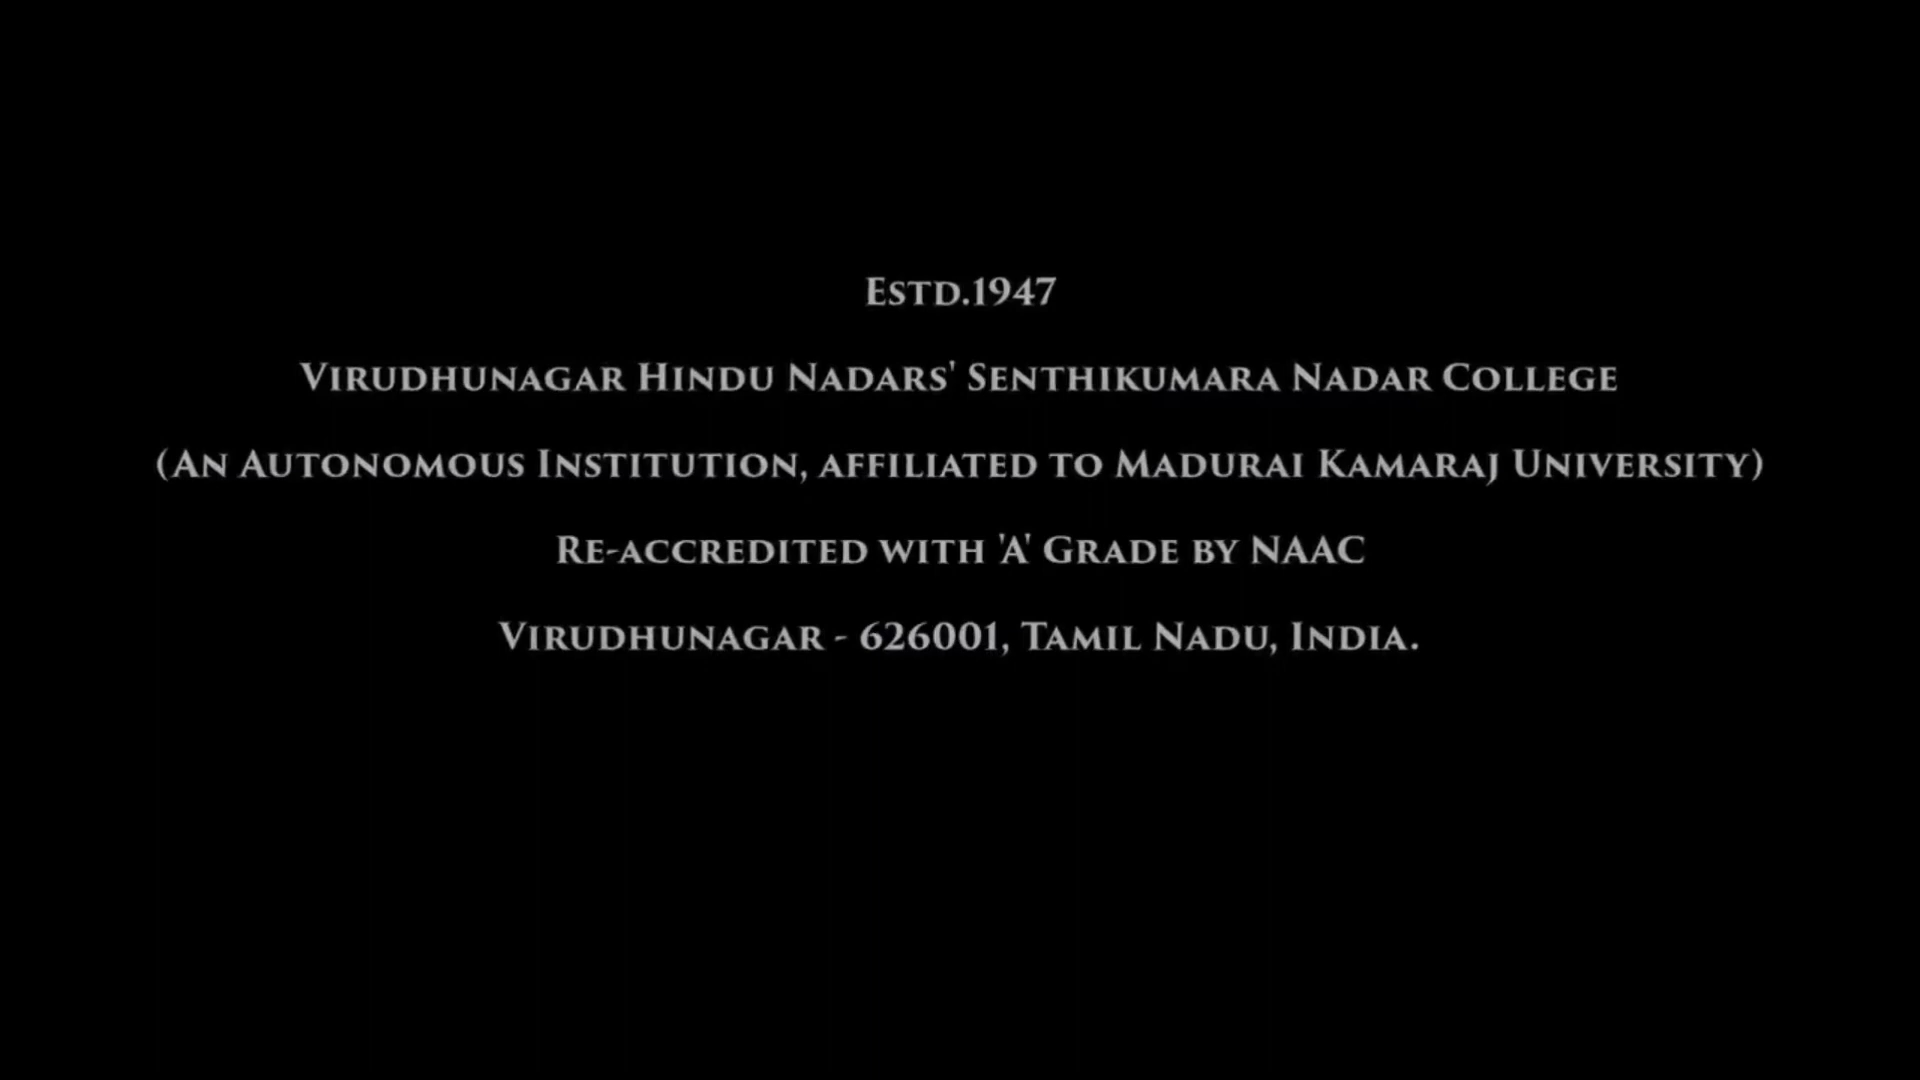 Estd.1947
Virudhunagar Hindu Nadars' Senthikumara Nadar College
(An Autonomous Institution, affiliated to Madurai Kamaraj University)
Re-accredited with 'A' Grade by NAAC
Virudhunagar - 626001, Tamil Nadu, India.